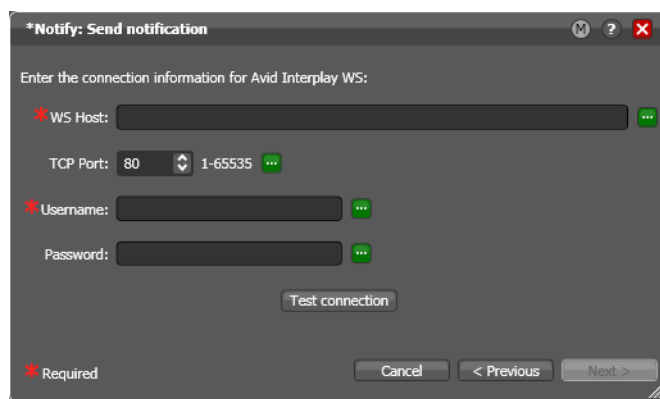 *Notify: Send notification M ?
Enter the connection information for Avid Interplay WS:
*WS Host: ...
TCP Port: 80 1-65535 ...
*Username: ...
Password: ...
Test connection
*Required Cancel < Previous Next >